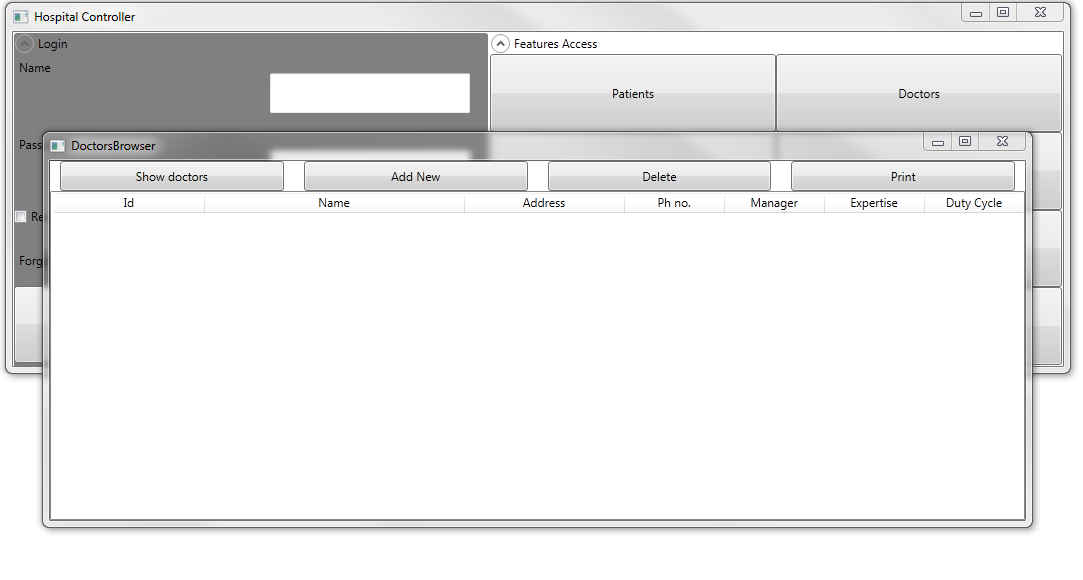 Hospital Controller
Login
Features Access
Name
Patients
Doctors
Pass
DoctorsBrowser
Show doctors
Add New
Delete
Print
Id
Name
Address
Ph no.
Manager
Expertise
Duty Cycle
Re
Forg